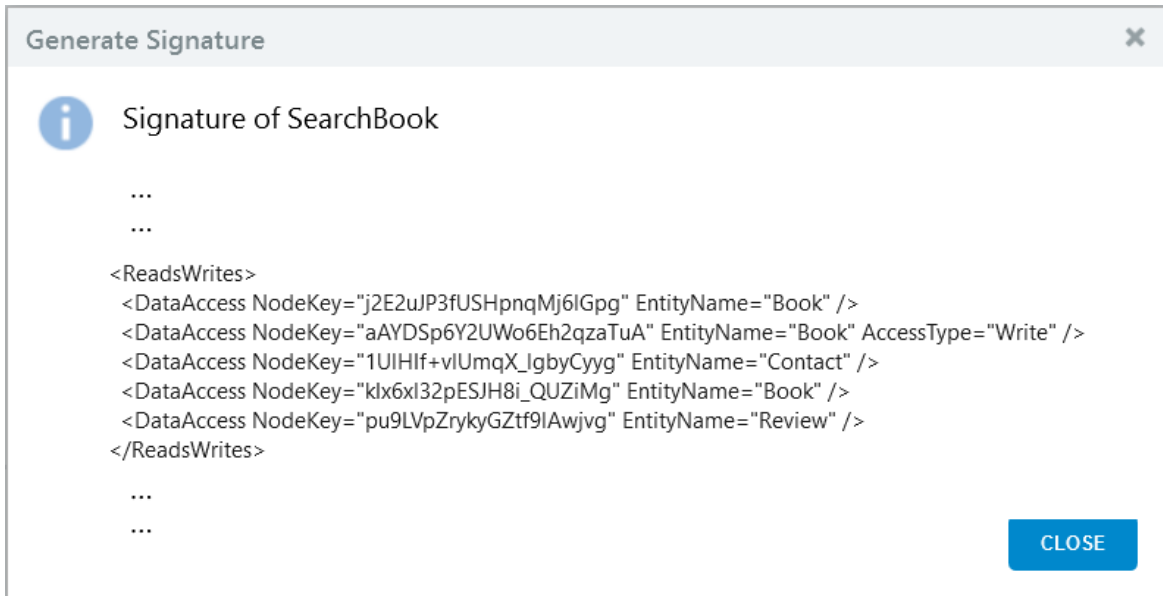 Generate Signature
Signature of SearchBook
...
...
<ReadsWrites>
<DataAccess NodeKey="j2E2uJP3fUSHpnqMj6lGpg" EntityName="Book" />
<DataAccess NodeKey="aAYDSp6Y2UWo6Eh2qzaTuA" EntityName="Book" AccessType="Write" />
<DataAccess NodeKey="1UlHIf+vlUmqX_lgbyCyyg" EntityName="Contact" />
<DataAccess NodeKey="klx6xl32pESJH8i_QUZiMg" EntityName="Book" />
<DataAccess NodeKey="pu9LVpZrykyGZtf9lAwjvg" EntityName="Review" />
</ReadsWrites>
...
...
CLOSE